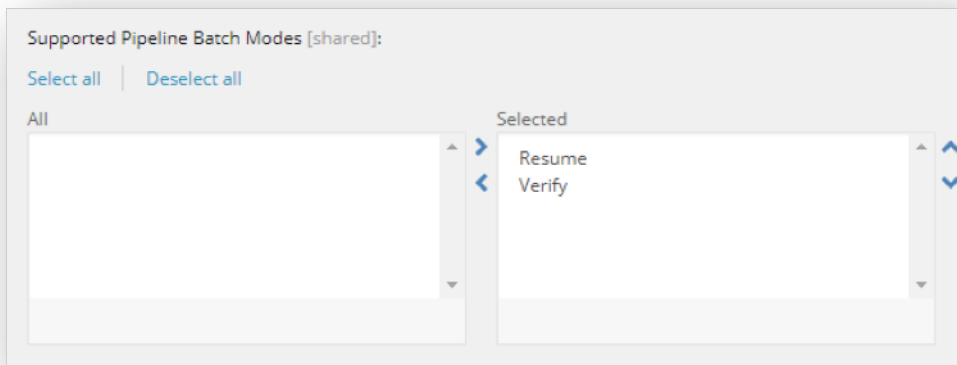 Supported Pipeline Batch Modes [shared]:
Select all Deselect all
All Selected
Resume
Verify